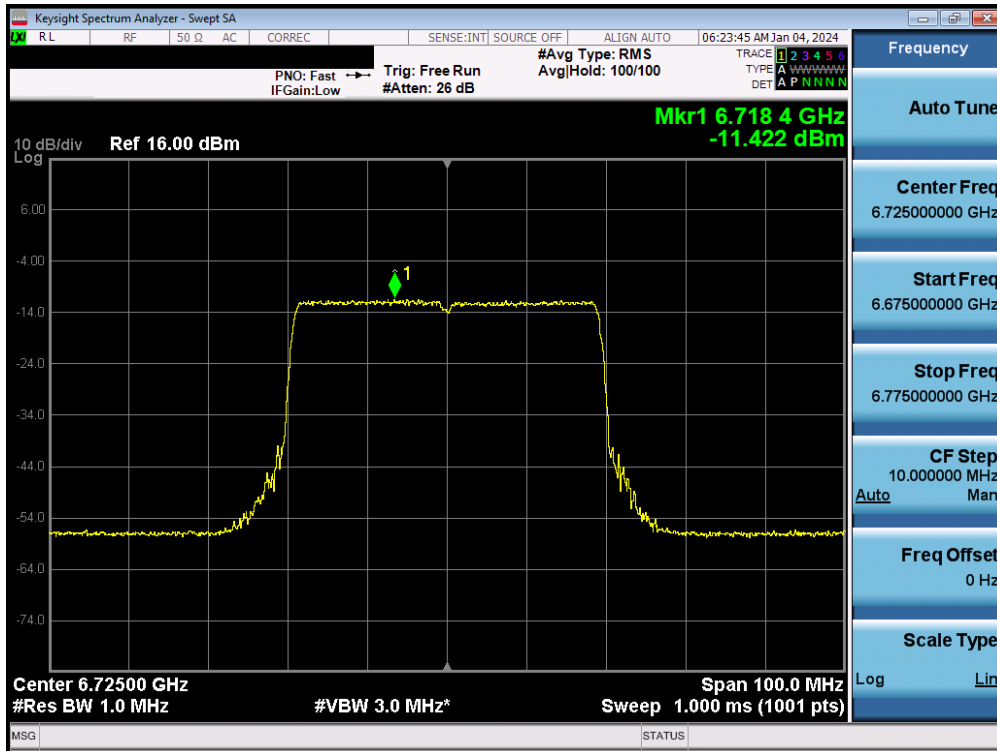 Keysight Spectrum Analyzer - Swept SA
LXI RL RF 50 Ω AC CORREC SENSE:INT SOURCE OFF ALIGN AUTO 06:23:45 AM Jan 04, 2024
PNO: Fast
IFGain:Low
Trig: Free Run
#Atten: 26 dB
#Avg Type: RMS
Avg|Hold: 100/100
TRACE 1 2 3 4 5 6
TYPE A WWWWW
DET A P N N N N
Mkr1 6.718 4 GHz
-11.422 dBm
10 dB/div Ref 16.00 dBm
Log
6.00
-4.00
1
-14.0
-24.0
-34.0
-44.0
-54.0
-64.0
-74.0
Center 6.72500 GHz Span 100.0 MHz
#Res BW 1.0 MHz #VBW 3.0 MHz* Sweep 1.000 ms (1001 pts)
MSG STATUS
Frequency
Auto Tune
Center Freq
6.725000000 GHz
Start Freq
6.675000000 GHz
Stop Freq
6.775000000 GHz
CF Step
10.000000 MHz
Auto Man
Freq Offset
0 Hz
Scale Type
Log Lin